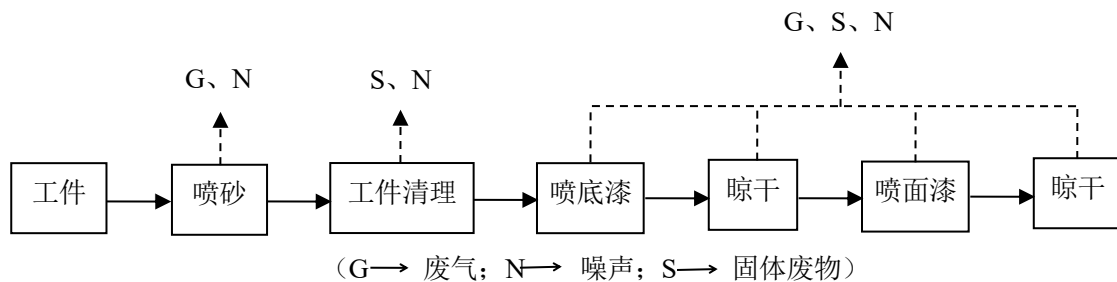 G、S、N
G、N
S、N
工件
喷砂
工件清理
喷底漆
晾干
喷面漆
晾干
（G 废气；N 噪声；S 固体废物）